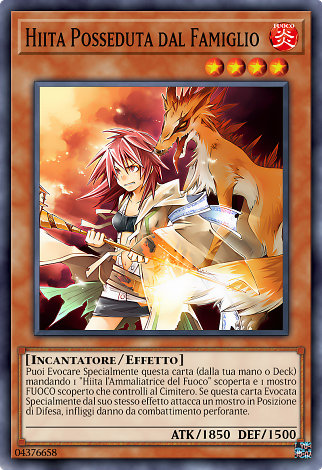 Hiita Posseduta dal Famiglio
FUOCO
炎
[Incantatore/Effetto]
Puoi Evocare Specialmente questa carta (dalla tua mano o Deck)
mandando 1 "Hiita l'Ammaliatrice del Fuoco" scoperta e 1 mostro
FUOCO scoperto che controlli al Cimitero. Se questa carta Evocata
Specialmente dal suo stesso effetto attacca un mostro in Posizione
di Difesa, infliggi danno da combattimento perforante.
ATK/1850 DEF/1500
04376658